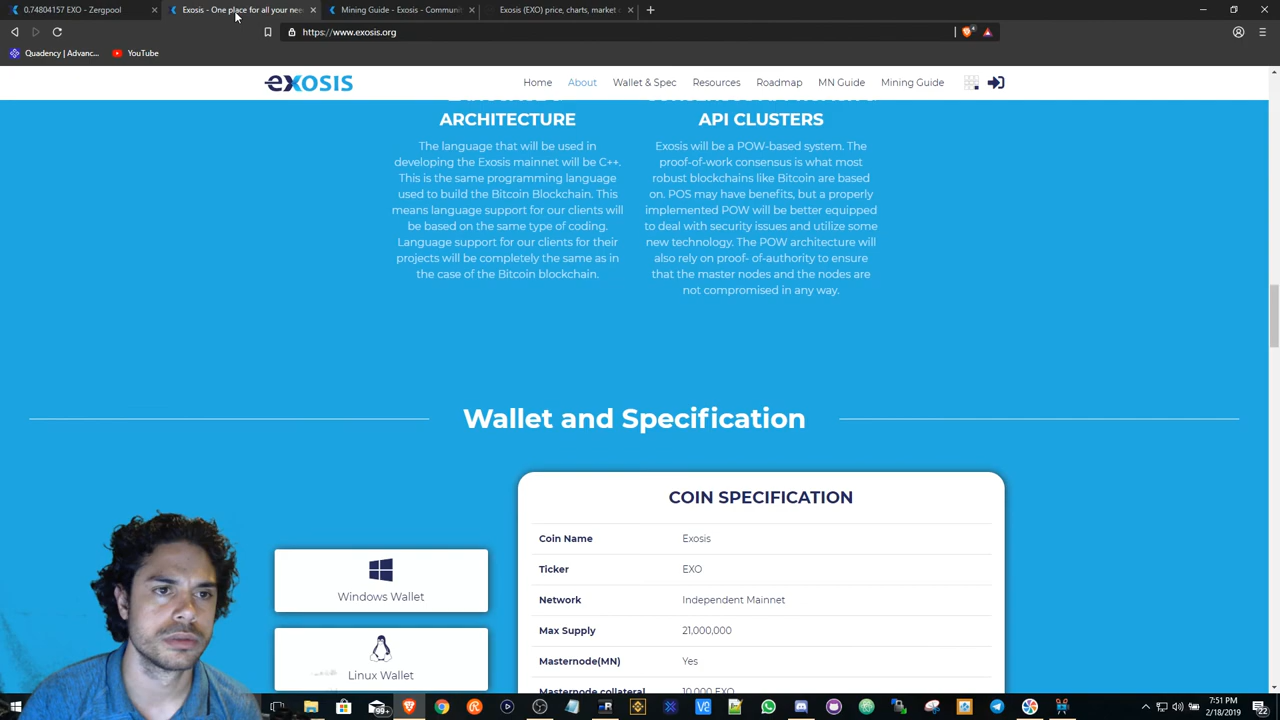 0.74804157 EXO - Zergpool
Exosis - One place for all your nee
Mining Guide - Exosis - Communit
Exosis (EXO) price, charts, market
https://www.exosis.org
4
Quadency | Advanc...
YouTube
exosis
Home
About
Wallet & Spec
Resources
Roadmap
MN Guide
Mining Guide
ARCHITECTURE
The language that will be used in
developing the Exosis mainnet will be C++.
This is the same programming language
used to build the Bitcoin Blockchain. This
means language support for our clients will
be based on the same type of coding.
Language support for our clients for their
projects will be completely the same as in
the case of the Bitcoin blockchain.
API CLUSTERS
Exosis will be a POW-based system. The
proof-of-work consensus is what most
robust blockchains like Bitcoin are based
on. POS may have benefits, but a properly
implemented POW will be better equipped
to deal with security issues and utilize some
new technology. The POW architecture will
also rely on proof- of-authority to ensure
that the master nodes and the nodes are
not compromised in any way.
Wallet and Specification
Windows Wallet
Linux Wallet
COIN SPECIFICATION
Coin Name Exosis
Ticker EXO
Network Independent Mainnet
Max Supply 21,000,000
Masternode(MN) Yes
Masternode collateral 10,000 EXO
99+
7:51 PM
2/18/2019
22